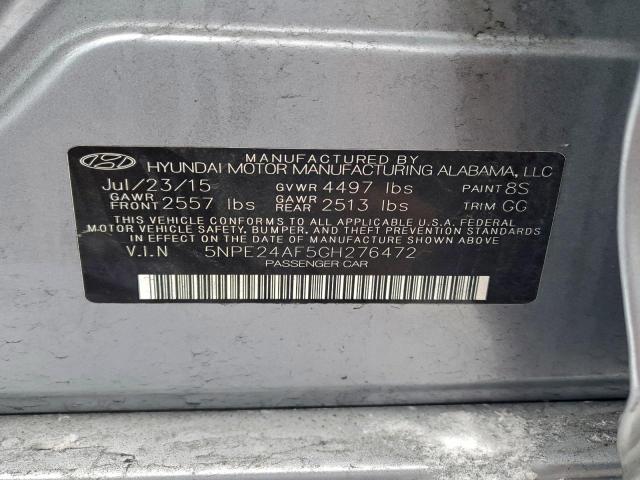 MANUFACTURED BY
HYUNDAI MOTOR MANUFACTURING ALABAMA, LLC
Jul/23/15 GVWR 4497 lbs PAINT 8S
GAWR FRONT 2557 lbs GAWR REAR 2513 lbs TRIM GG
THIS VEHICLE CONFORMS TO ALL APPLICABLE U.S.A. FEDERAL
MOTOR VEHICLE SAFETY, BUMPER, AND THEFT PREVENTION STANDARDS
IN EFFECT ON THE DATE OF MANUFACTURE SHOWN ABOVE.
V.I.N 5NPE24AF5GH276472
PASSENGER CAR